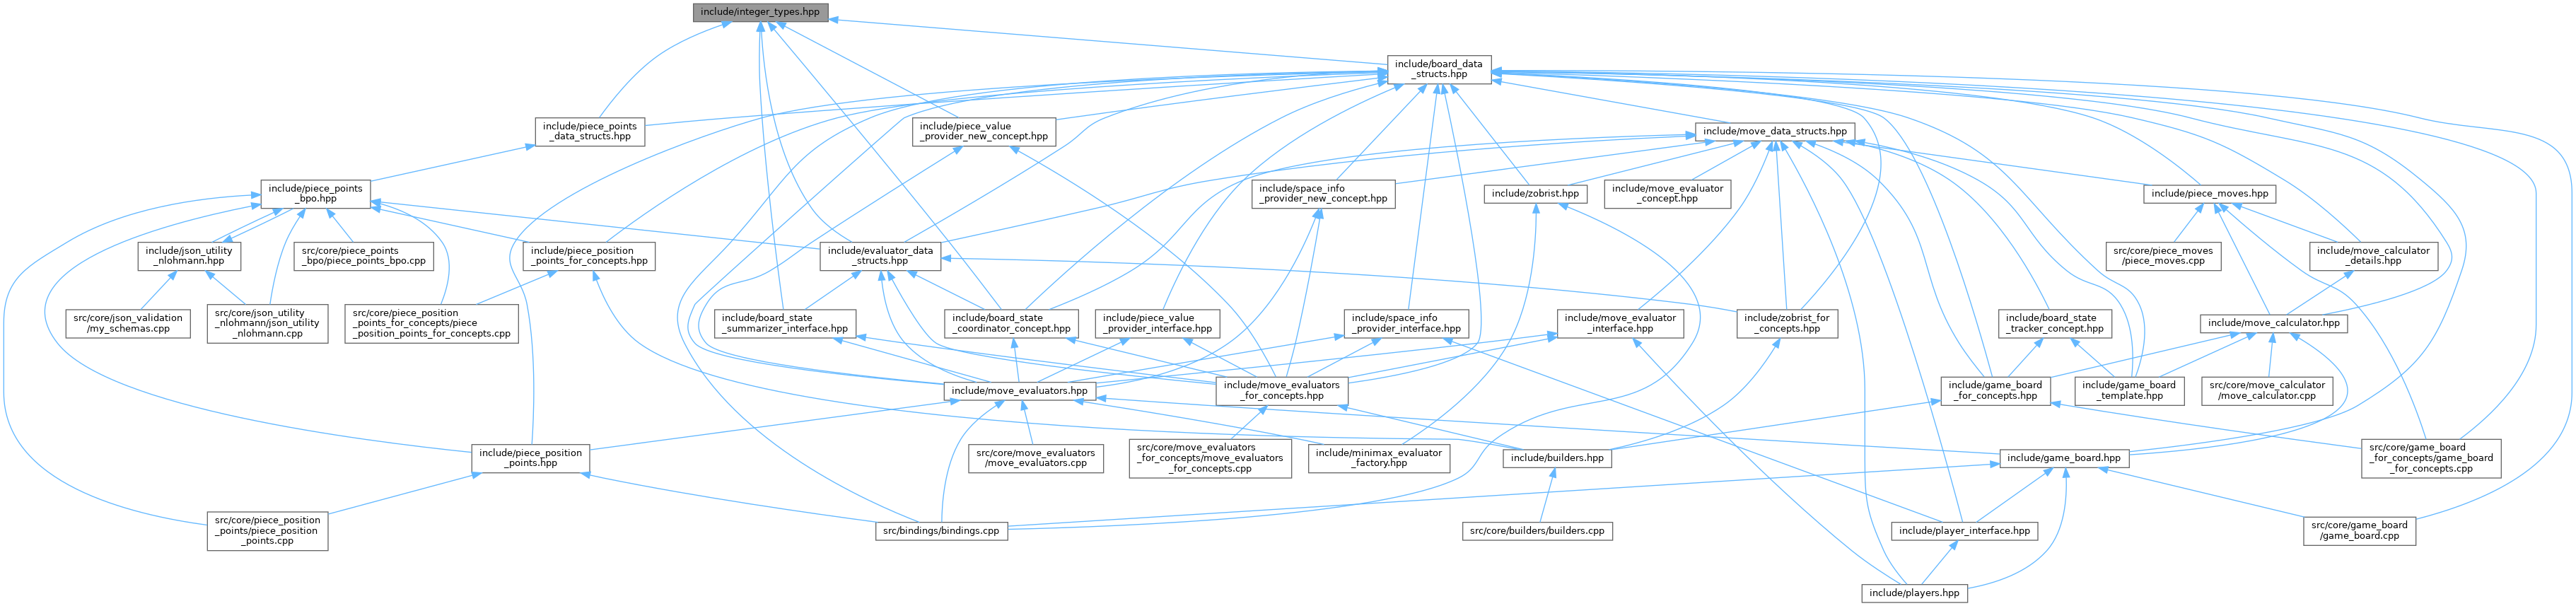 include/integer_types.hpp
include/board_data
_structs.hpp
include/piece_points
_data_structs.hpp
include/piece_value
_provider_new_concept.hpp
include/move_data_structs.hpp
include/piece_points
_bpo.hpp
include/space_info
_provider_new_concept.hpp
include/zobrist.hpp
include/move_evaluator
_concept.hpp
include/piece_moves.hpp
include/json_utility
_nlohmann.hpp
src/core/piece_points
_bpo/piece_points_bpo.cpp
include/piece_position
_points_for_concepts.hpp
include/evaluator_data
_structs.hpp
src/core/piece_moves
/piece_moves.cpp
include/move_calculator
_details.hpp
src/core/json_validation
/my_schemas.cpp
src/core/json_utility
_nlohmann/json_utility
_nlohmann.cpp
src/core/piece_position
_points_for_concepts/piece
_position_points_for_concepts.cpp
include/board_state
_summarizer_interface.hpp
include/board_state
_coordinator_concept.hpp
include/piece_value
_provider_interface.hpp
include/space_info
_provider_interface.hpp
include/move_evaluator
_interface.hpp
include/zobrist_for
_concepts.hpp
include/board_state
_tracker_concept.hpp
include/move_calculator.hpp
include/move_evaluators.hpp
include/move_evaluators
_for_concepts.hpp
include/game_board
_for_concepts.hpp
include/game_board
_template.hpp
src/core/move_calculator
/move_calculator.cpp
include/piece_position
_points.hpp
src/core/move_evaluators
/move_evaluators.cpp
src/core/move_evaluators
_for_concepts/move_evaluators
_for_concepts.cpp
include/minimax_evaluator
_factory.hpp
include/builders.hpp
include/game_board.hpp
src/core/game_board
_for_concepts/game_board
_for_concepts.cpp
src/core/piece_position
_points/piece_position
_points.cpp
src/bindings/bindings.cpp
src/core/builders/builders.cpp
include/player_interface.hpp
src/core/game_board
/game_board.cpp
include/players.hpp